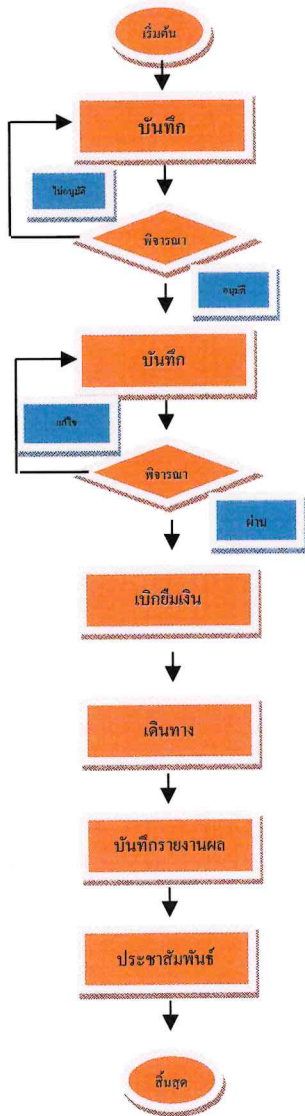 เริ่มต้น
บันทึก
ไม่อนุมัติ
พิจารณา
อนุมัติ
บันทึก
แก้ไข
พิจารณา
ผ่าน
เบิกยืมเงิน
เดินทาง
บันทึกรายงานผล
ประชาสัมพันธ์
สิ้นสุด